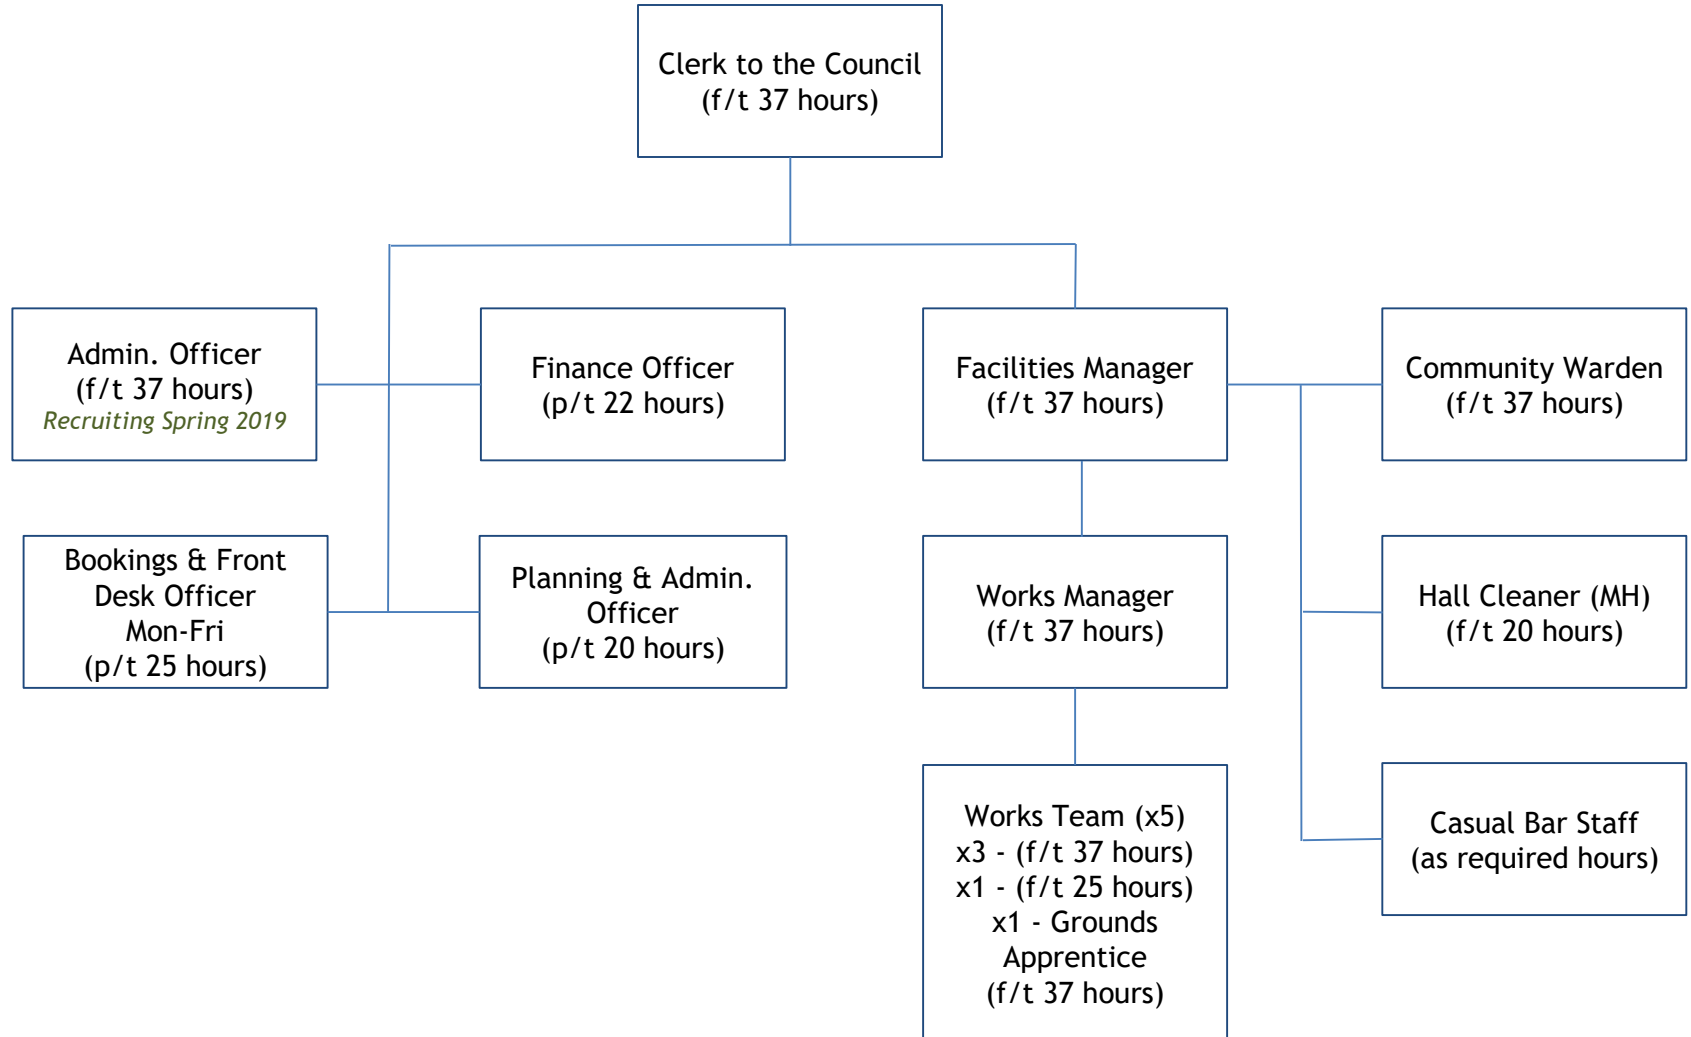 Clerk to the Council
(f/t 37 hours)
Admin. Officer
(f/t 37 hours)
Recruiting Spring 2019
Finance Officer
(p/t 22 hours)
Facilities Manager
(f/t 37 hours)
Community Warden
(f/t 37 hours)
Bookings & Front
Desk Officer
Mon-Fri
(p/t 25 hours)
Planning & Admin.
Officer
(p/t 20 hours)
Works Manager
(f/t 37 hours)
Hall Cleaner (MH)
(f/t 20 hours)
Works Team (x5)
x3 - (f/t 37 hours)
x1 - (f/t 25 hours)
x1 - Grounds
Apprentice
(f/t 37 hours)
Casual Bar Staff
(as required hours)